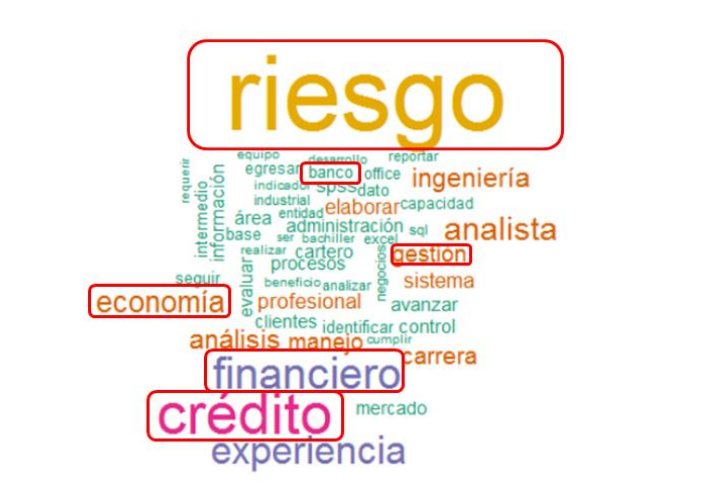 riesgo
equipo desarrollo reportar
requerir egresar banco office ingeniería
indicador spss dato
intermedio información industrial elaborar capacidad
área entidad
administración sql analista
base ser bachiller excel
realizar cartero negocios gestión
procesos
seguir evaluar beneficio analizar sistema
economía profesional avanzar
clientes identificar control
análisis manejo cumplir carrera
financiero
crédito mercado
experiencia